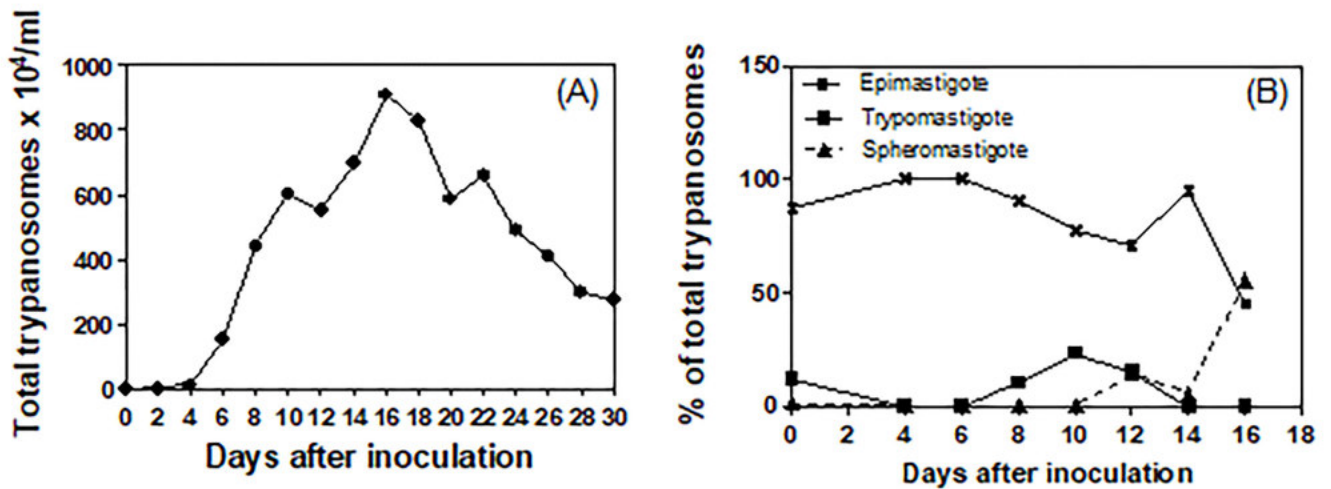 Total trypanosomes x 10⁴/ml
1000
800
600
400
200
0
(A)
0 2 4 6 8 10 12 14 16 18 20 22 24 26 28 30
Days after inoculation
% of total trypanosomes
150
100
50
0
Epimastigote
Trypomastigote
Spheromastigote
(B)
0 2 4 6 8 10 12 14 16 18
Days after inoculation